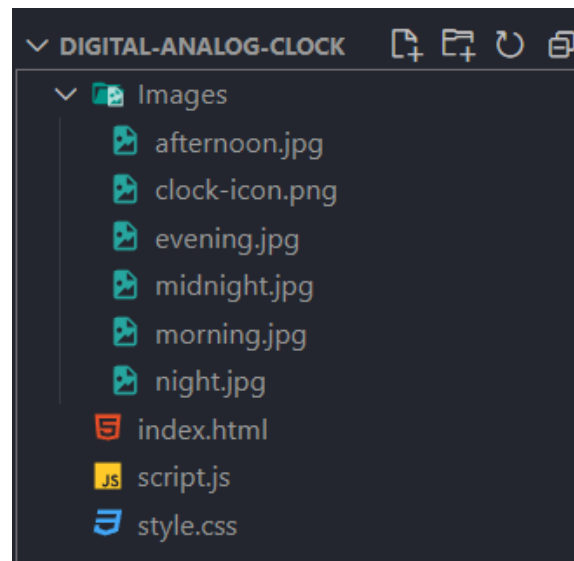 DIGITAL-ANALOG-CLOCK
Images
afternoon.jpg
clock-icon.png
evening.jpg
midnight.jpg
morning.jpg
night.jpg
index.html
JS script.js
style.css